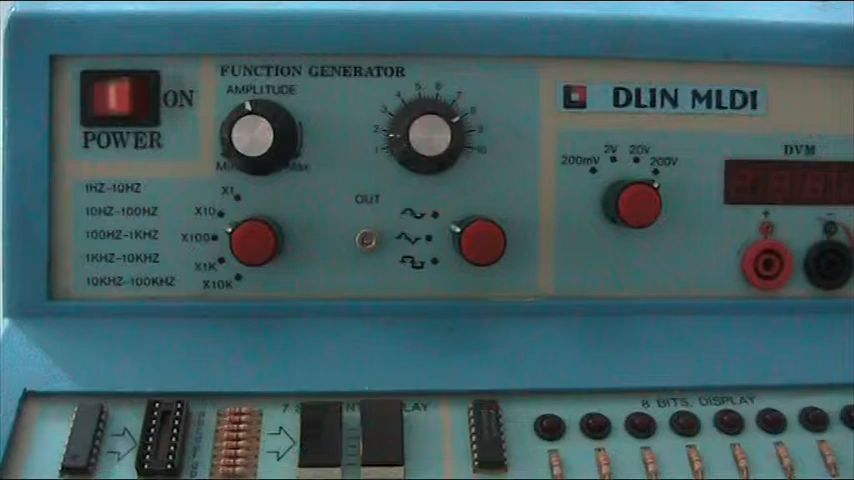 FUNCTION GENERATOR
ON
POWER
AMPLITUDE
MAX
1 2 3 4 5 6 7 8 9 10
DLIN MLD1
DVM
200mV 2V 20V 200V
+ -
1HZ-10HZ
10HZ-100HZ
100HZ-1KHZ
1KHZ-10KHZ
10KHZ-100KHZ
X1
X10
X100
X1K
X10K
OUT
8 BITS DISPLAY